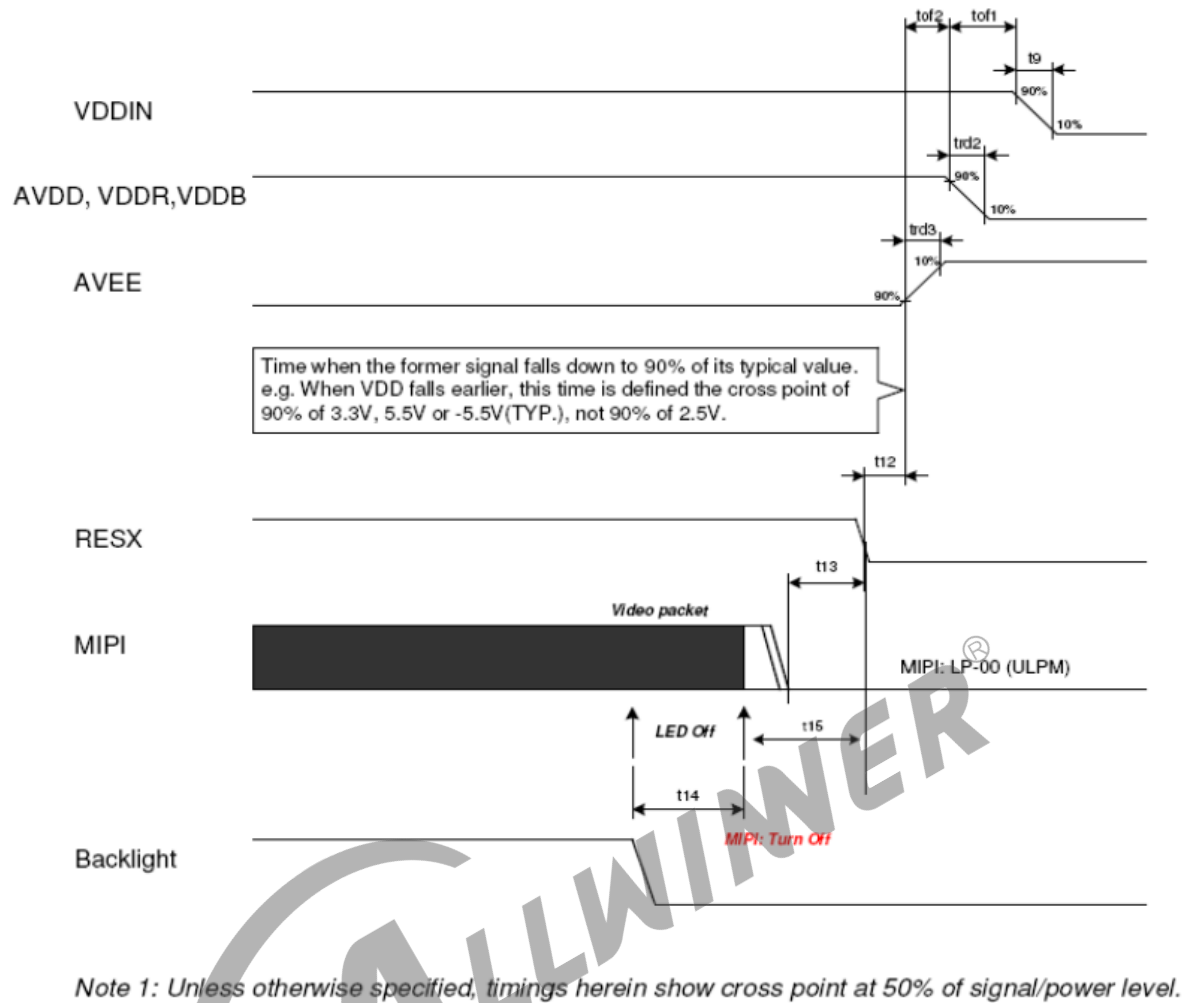 tof2 tof1
t9
VDDIN
90%
10%
trd2
AVDD, VDDR,VDDB
90%
10%
trd3
AVEE
10%
90%
Time when the former signal falls down to 90% of its typical value.
e.g. When VDD falls earlier, this time is defined the cross point of
90% of 3.3V, 5.5V or -5.5V(TYP.), not 90% of 2.5V.
t12
RESX
t13
Video packet
MIPI
MIPI: LP-00 (ULPM)
LED Off
t15
t14
MIPI: Turn Off
Backlight
ALLWINNER®
Note 1: Unless otherwise specified, timings herein show cross point at 50% of signal/power level.